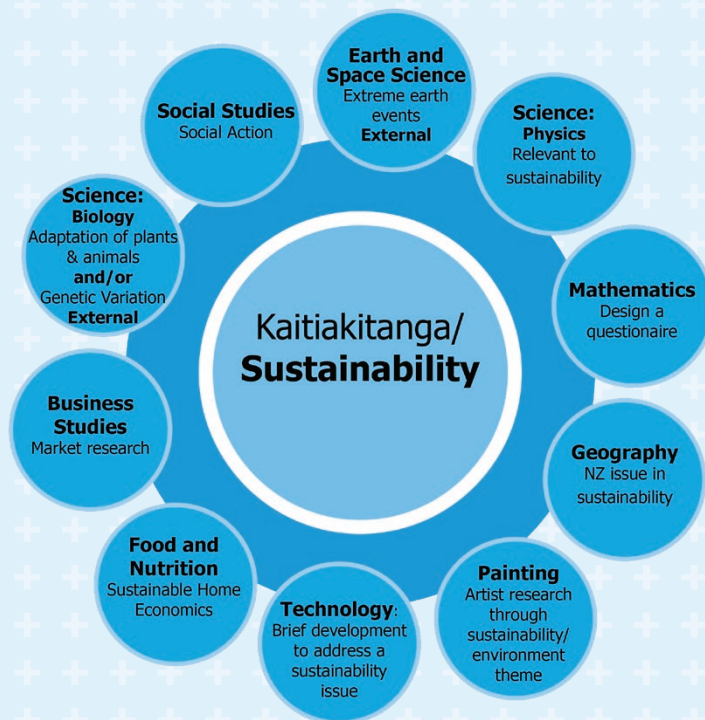 Kaitiakitanga/
Sustainability
Earth and
Space Science
Extreme earth
events
External
Science:
Physics
Relevant to
sustainability
Mathematics
Design a
questionaire
Geography
NZ issue in
sustainability
Painting
Artist research
through
sustainability/
environment
theme
Technology:
Brief development
to address a
sustainability
issue
Food and
Nutrition
Sustainable Home
Economics
Business
Studies
Market research
Science:
Biology
Adaptation of plants
& animals
and/or
Genetic Variation
External
Social Studies
Social Action